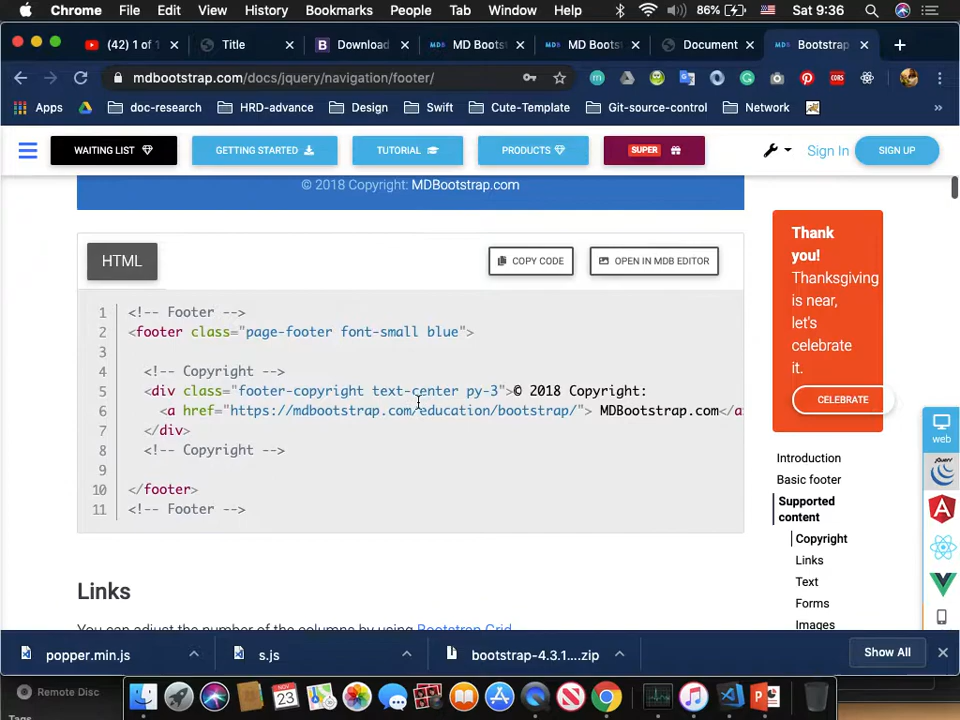 Chrome File Edit View History Bookmarks People Tab Window Help 86% Sat 9:36
(42) 1 of 1 Title Download MD Boots MD Boots Document Bootstrap
mdbootstrap.com/docs/jquery/navigation/footer/
Apps doc-research HRD-advance Design Swift Cute-Template Git-source-control Network »
WAITING LIST GETTING STARTED TUTORIAL PRODUCTS SUPER Sign In SIGN UP
© 2018 Copyright: MDBootstrap.com
HTML COPY CODE OPEN IN MDB EDITOR
1 <!-- Footer -->
2 <footer class="page-footer font-small blue">
3
4 <!-- Copyright -->
5 <div class="footer-copyright text-center py-3">© 2018 Copyright:
6 <a href="https://mdbootstrap.com/education/bootstrap/"> MDBootstrap.com</a
7 </div>
8 <!-- Copyright -->
9
10 </footer>
11 <!-- Footer -->
Links
You can adjust the number of the columns by using Bootstrap Grid
Thank
you!
Thanksgiving
is near,
let's
celebrate
it.
CELEBRATE
Introduction
Basic footer
Supported
content
Copyright
Links
Text
Forms
Images
web
popper.min.js s.js bootstrap-4.3.1....zip Show All
Remote Disc
NOV
23
Tags